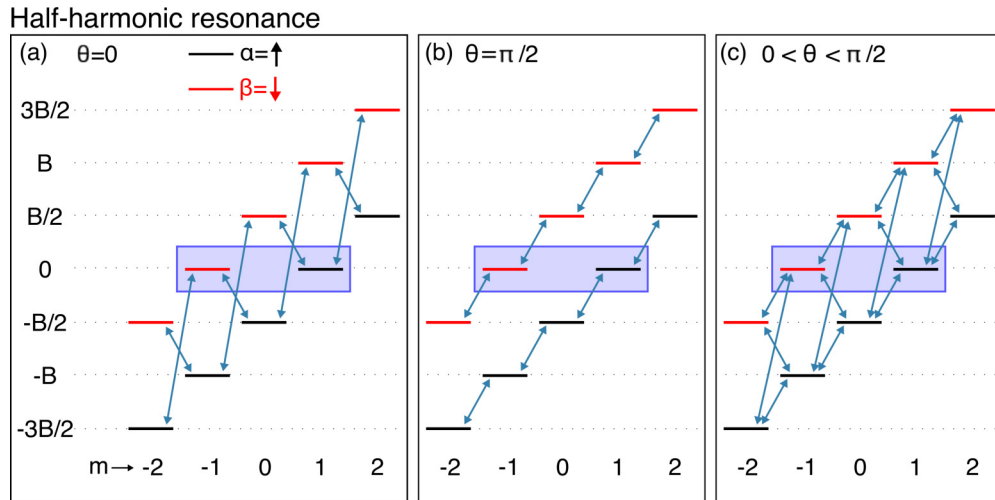 Half-harmonic resonance
(a) θ=0
α=↑
β=↓
(b) θ=π/2
(c) 0 < θ < π/2
3B/2
B
B/2
0
-B/2
-B
-3B/2
m→ -2 -1 0 1 2
-2 -1 0 1 2
-2 -1 0 1 2